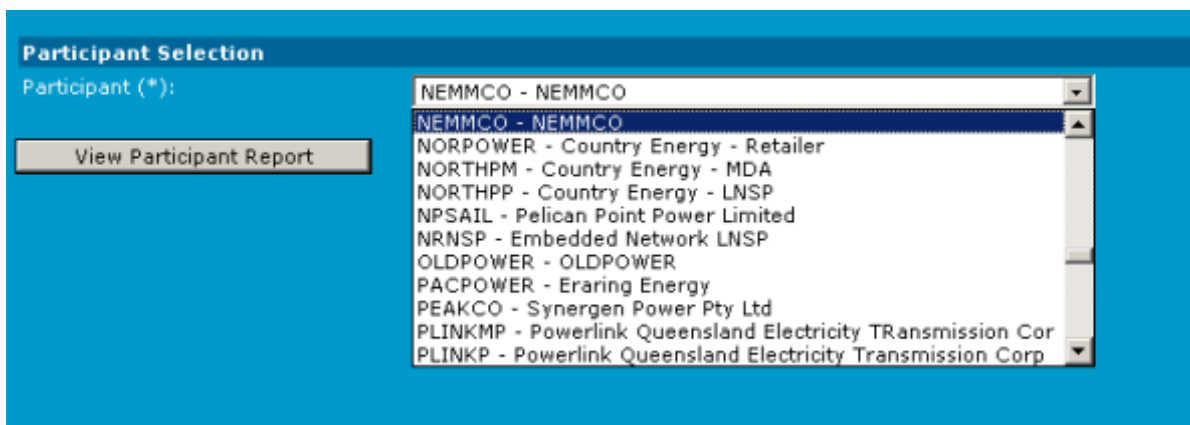 Participant Selection
Participant (*):
NEMMCO - NEMMCO
NEMMCO - NEMMCO
NORPOWER - Country Energy - Retailer
View Participant Report
NORTHPM - Country Energy - MDA
NORTHPP - Country Energy - LNSP
NPSAIL - Pelican Point Power Limited
NRNSP - Embedded Network LNSP
OLDPOWER - OLDPOWER
PACPOWER - Eraring Energy
PEAKCO - Synergen Power Pty Ltd
PLINKMP - Powerlink Queensland Electricity TRansmission Cor
PLINKP - Powerlink Queensland Electricity Transmission Corp